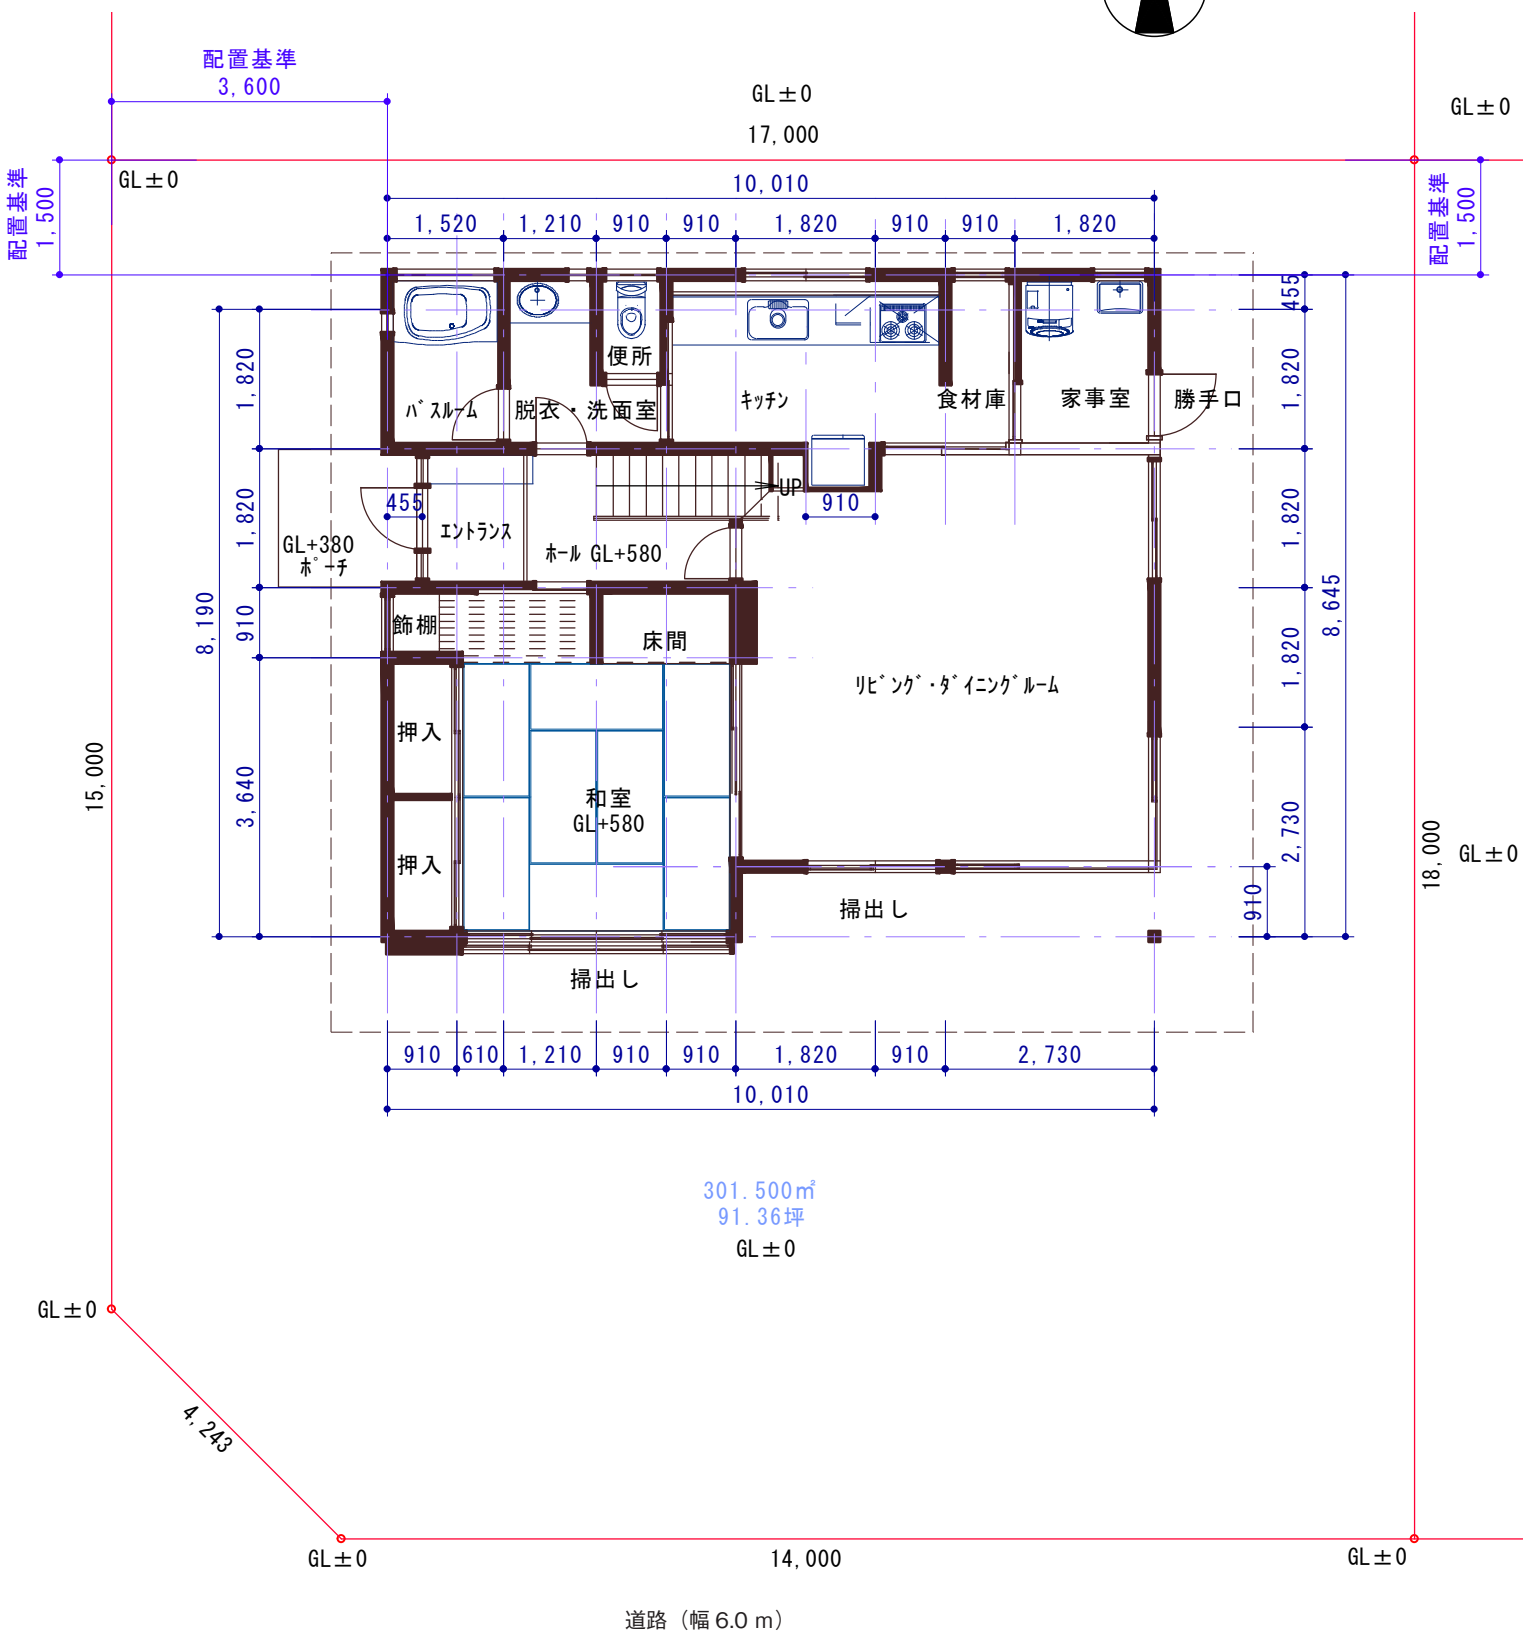 配置基準
3,600
GL±0
GL±0
17,000
GL±0
配置基準
1,500
配置基準
1,500
10,010
1,520
1,210
910
910
1,820
910
910
1,820
455
1,820
1,820
1,820
2,730
8,645
910
1,820
1,820
910
3,640
8,190
便所
バスルーム
脱衣・洗面室
キッチン
食材庫
家事室
勝手口
455
UP
910
エントランス
GL+380
ポーチ
ホール GL+580
飾棚
床間
リビング・ダイニングルーム
押入
和室
GL+580
押入
掃出し
掃出し
15,000
18,000
GL±0
910
610
1,210
910
910
1,820
910
2,730
10,010
301.500㎡
91.36坪
GL±0
GL±0
4,243
GL±0
14,000
GL±0
道路（幅 6.0 m）